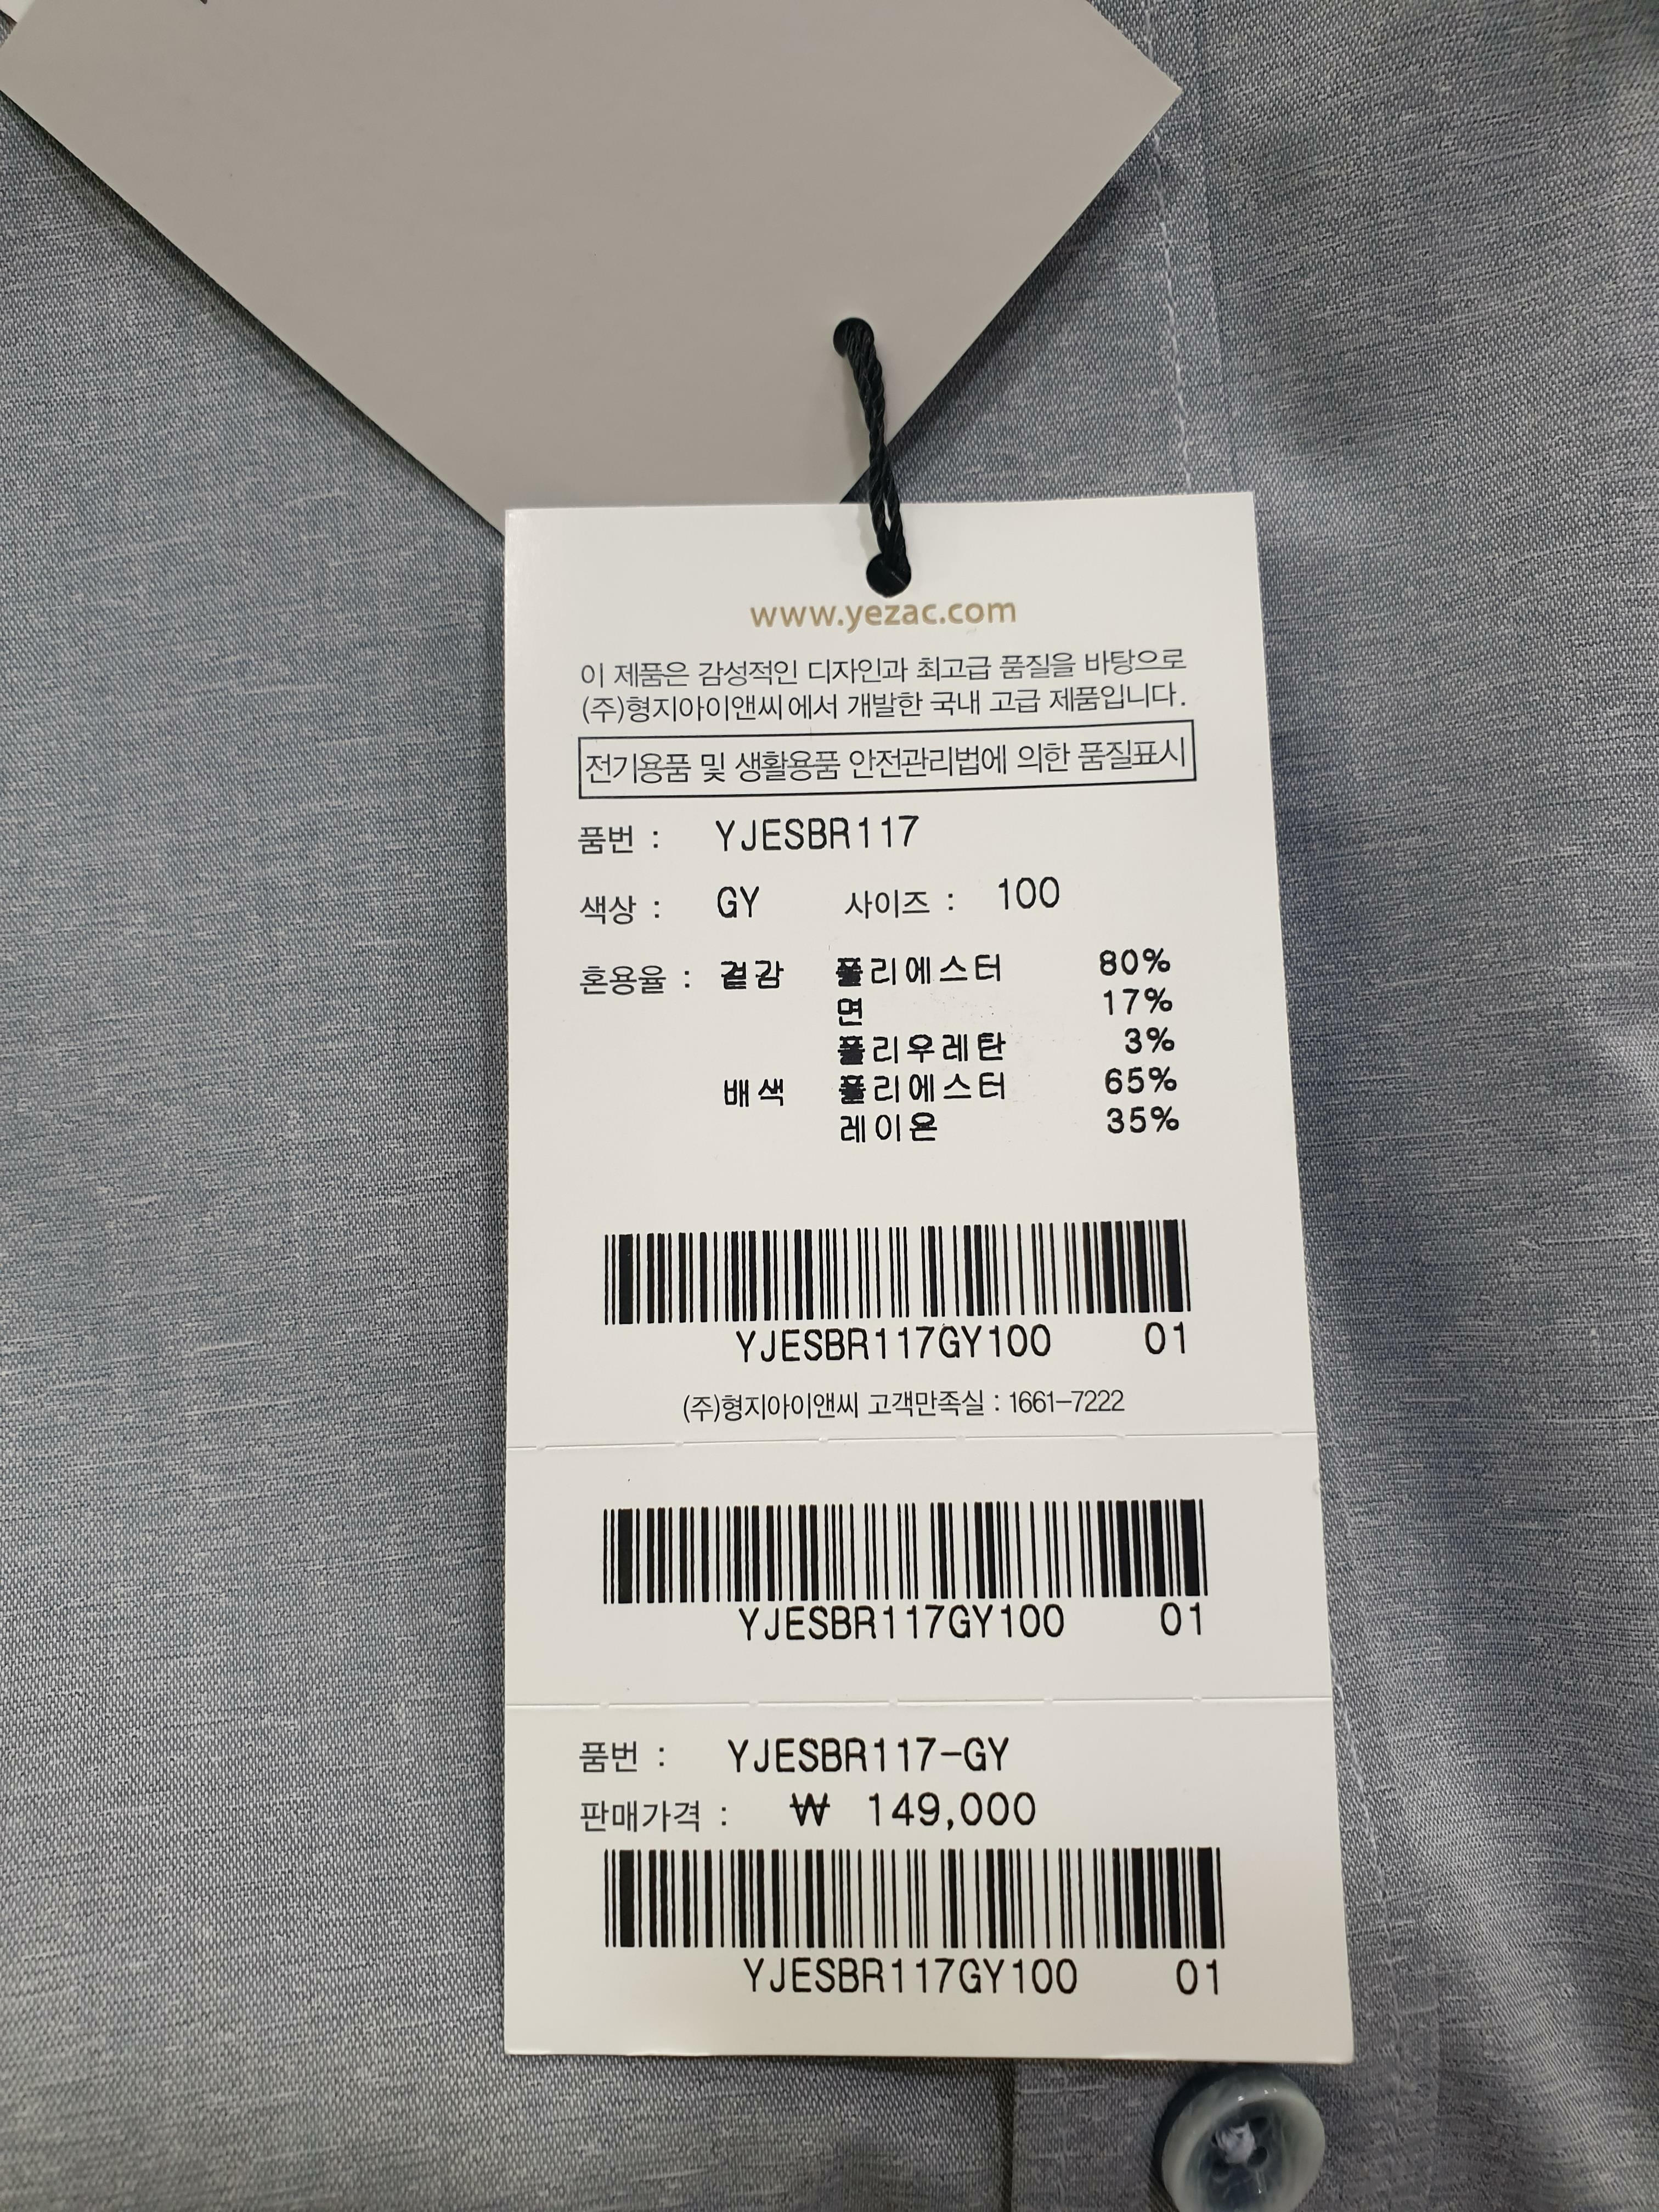 www.yezac.com
이 제품은 감성적인 디자인과 최고급 품질을 바탕으로
(주)형지아이앤씨에서 개발한 국내 고급 제품입니다.
전기용품 및 생활용품 안전관리법에 의한 품질표시
품번 : YJESBR117
색상 : GY 사이즈 : 100
혼용율 : 겉감 폴리에스터 80%
면 17%
폴리우레탄 3%
배색 폴리에스터 65%
레이온 35%
YJESBR117GY100 01
(주)형지아이앤씨 고객만족실 : 1661-7222
YJESBR117GY100 01
품번 : YJESBR117-GY
판매가격 : ₩ 149,000
YJESBR117GY100 01